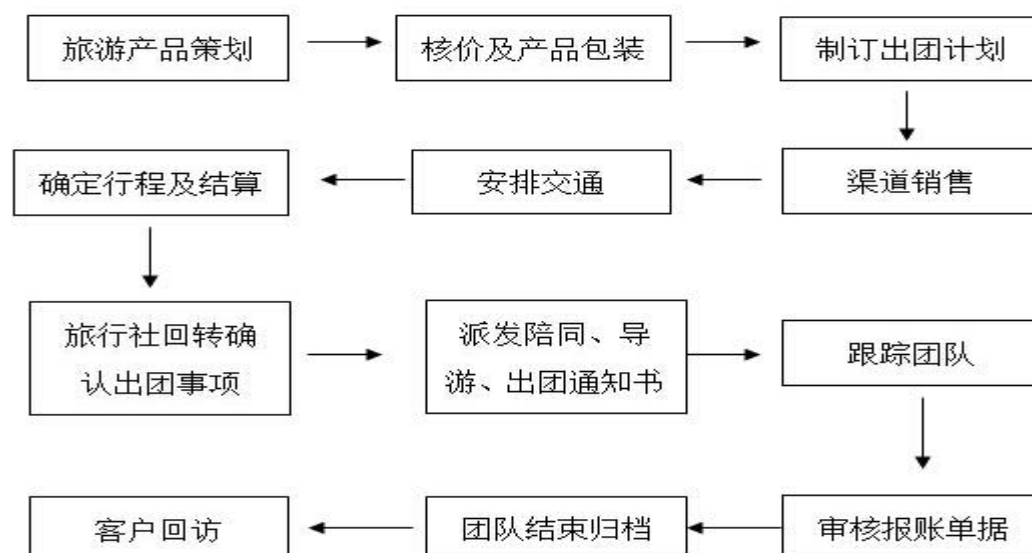 旅游产品策划
核价及产品包装
制订出团计划
确定行程及结算
安排交通
渠道销售
旅行社回转确
认出团事项
派发陪同、导
游、出团通知书
跟踪团队
客户回访
团队结束归档
审核报账单据